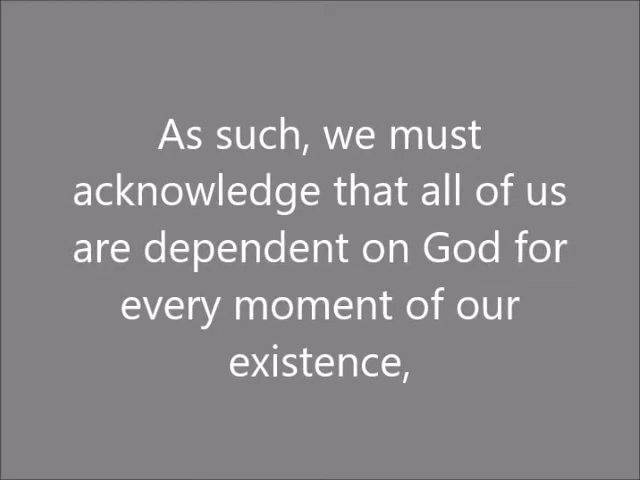 As such, we must
acknowledge that all of us
are dependent on God for
every moment of our
existence,